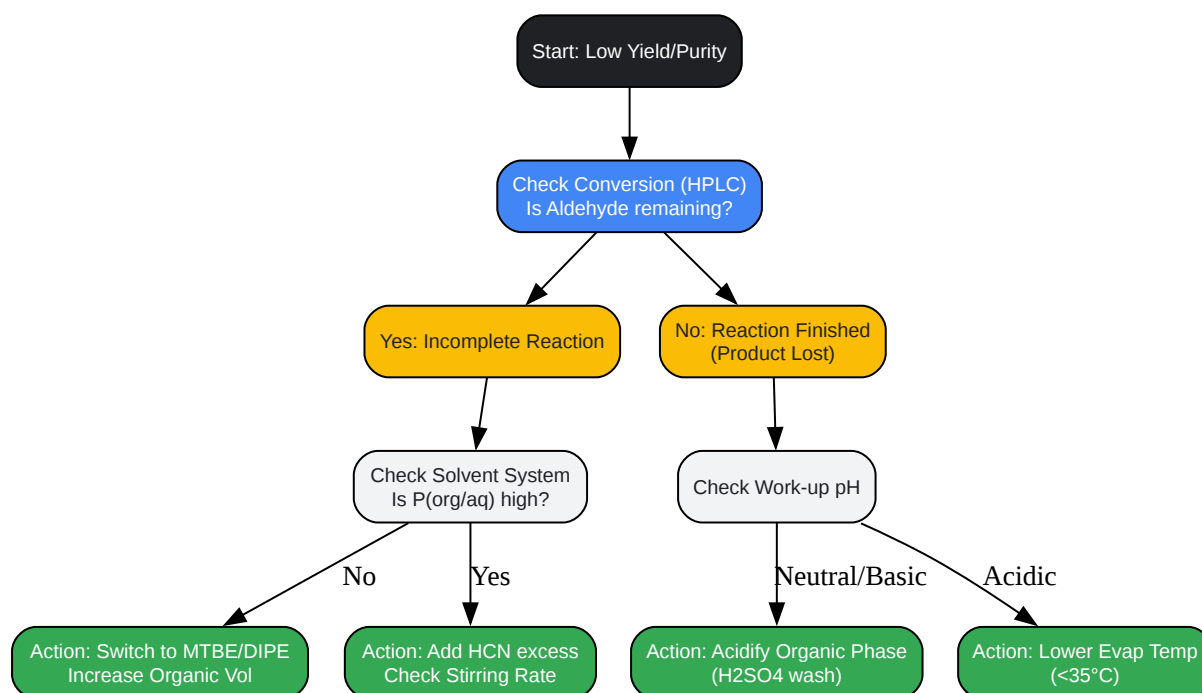 Start: Low Yield/Purity
Check Conversion (HPLC)
Is Aldehyde remaining?
Yes: Incomplete Reaction
No: Reaction Finished
(Product Lost)
Check Solvent System
Is P(org/aq) high?
Check Work-up pH
No
Yes
Neutral/Basic
Acidic
Action: Switch to MTBE/DIPE
Increase Organic Vol
Action: Add HCN excess
Check Stirring Rate
Action: Acidify Organic Phase
(H2SO4 wash)
Action: Lower Evap Temp
(<35°C)